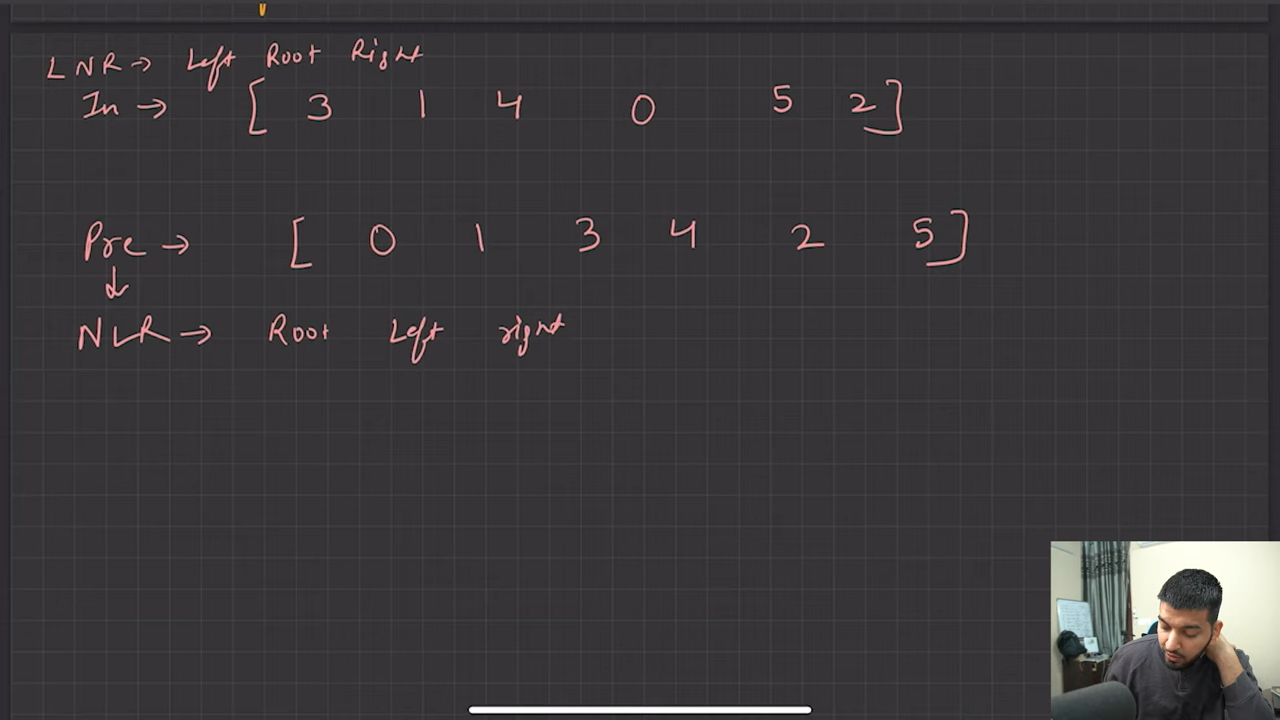 LNR → Left Root Right
In → [ 3 1 4 0 5 2 ]
Pre → [ 0 1 3 4 2 5 ]
↓
NLR → Root Left right